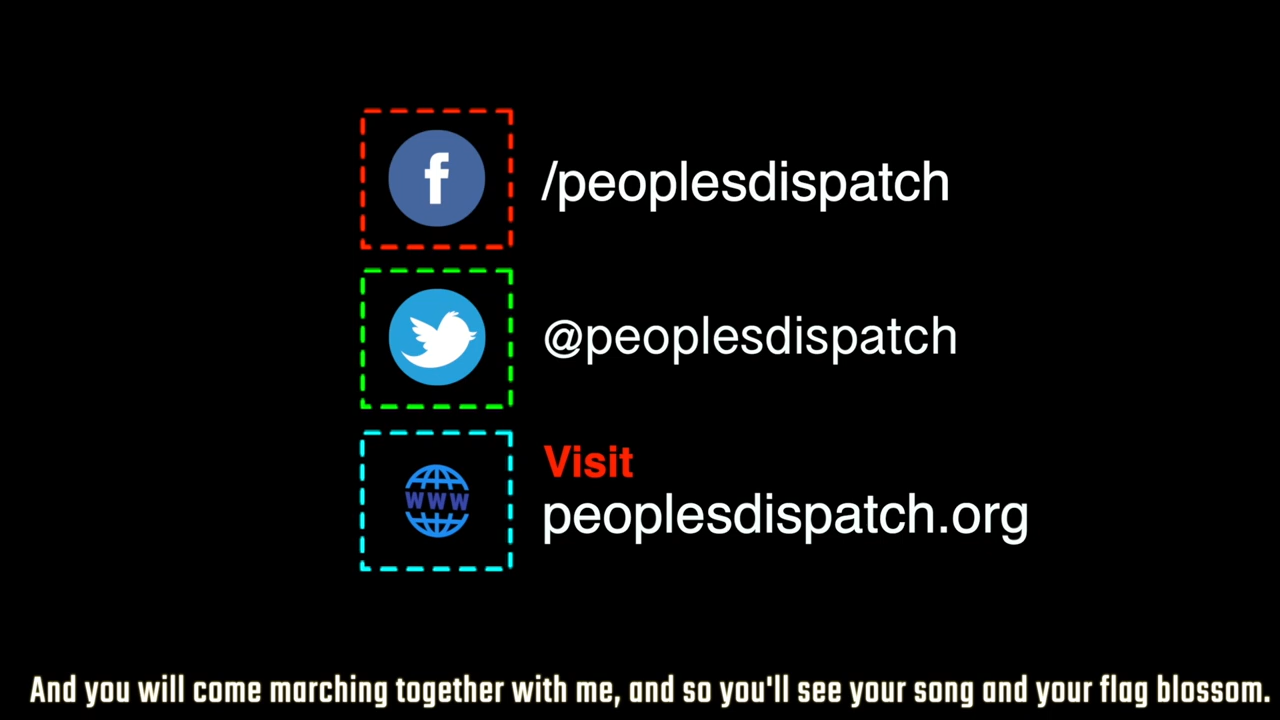 f
/peoplesdispatch
@peoplesdispatch
Visit
www
peoplesdispatch.org
And you will come marching together with me, and so you'll see your song and your flag blossom.